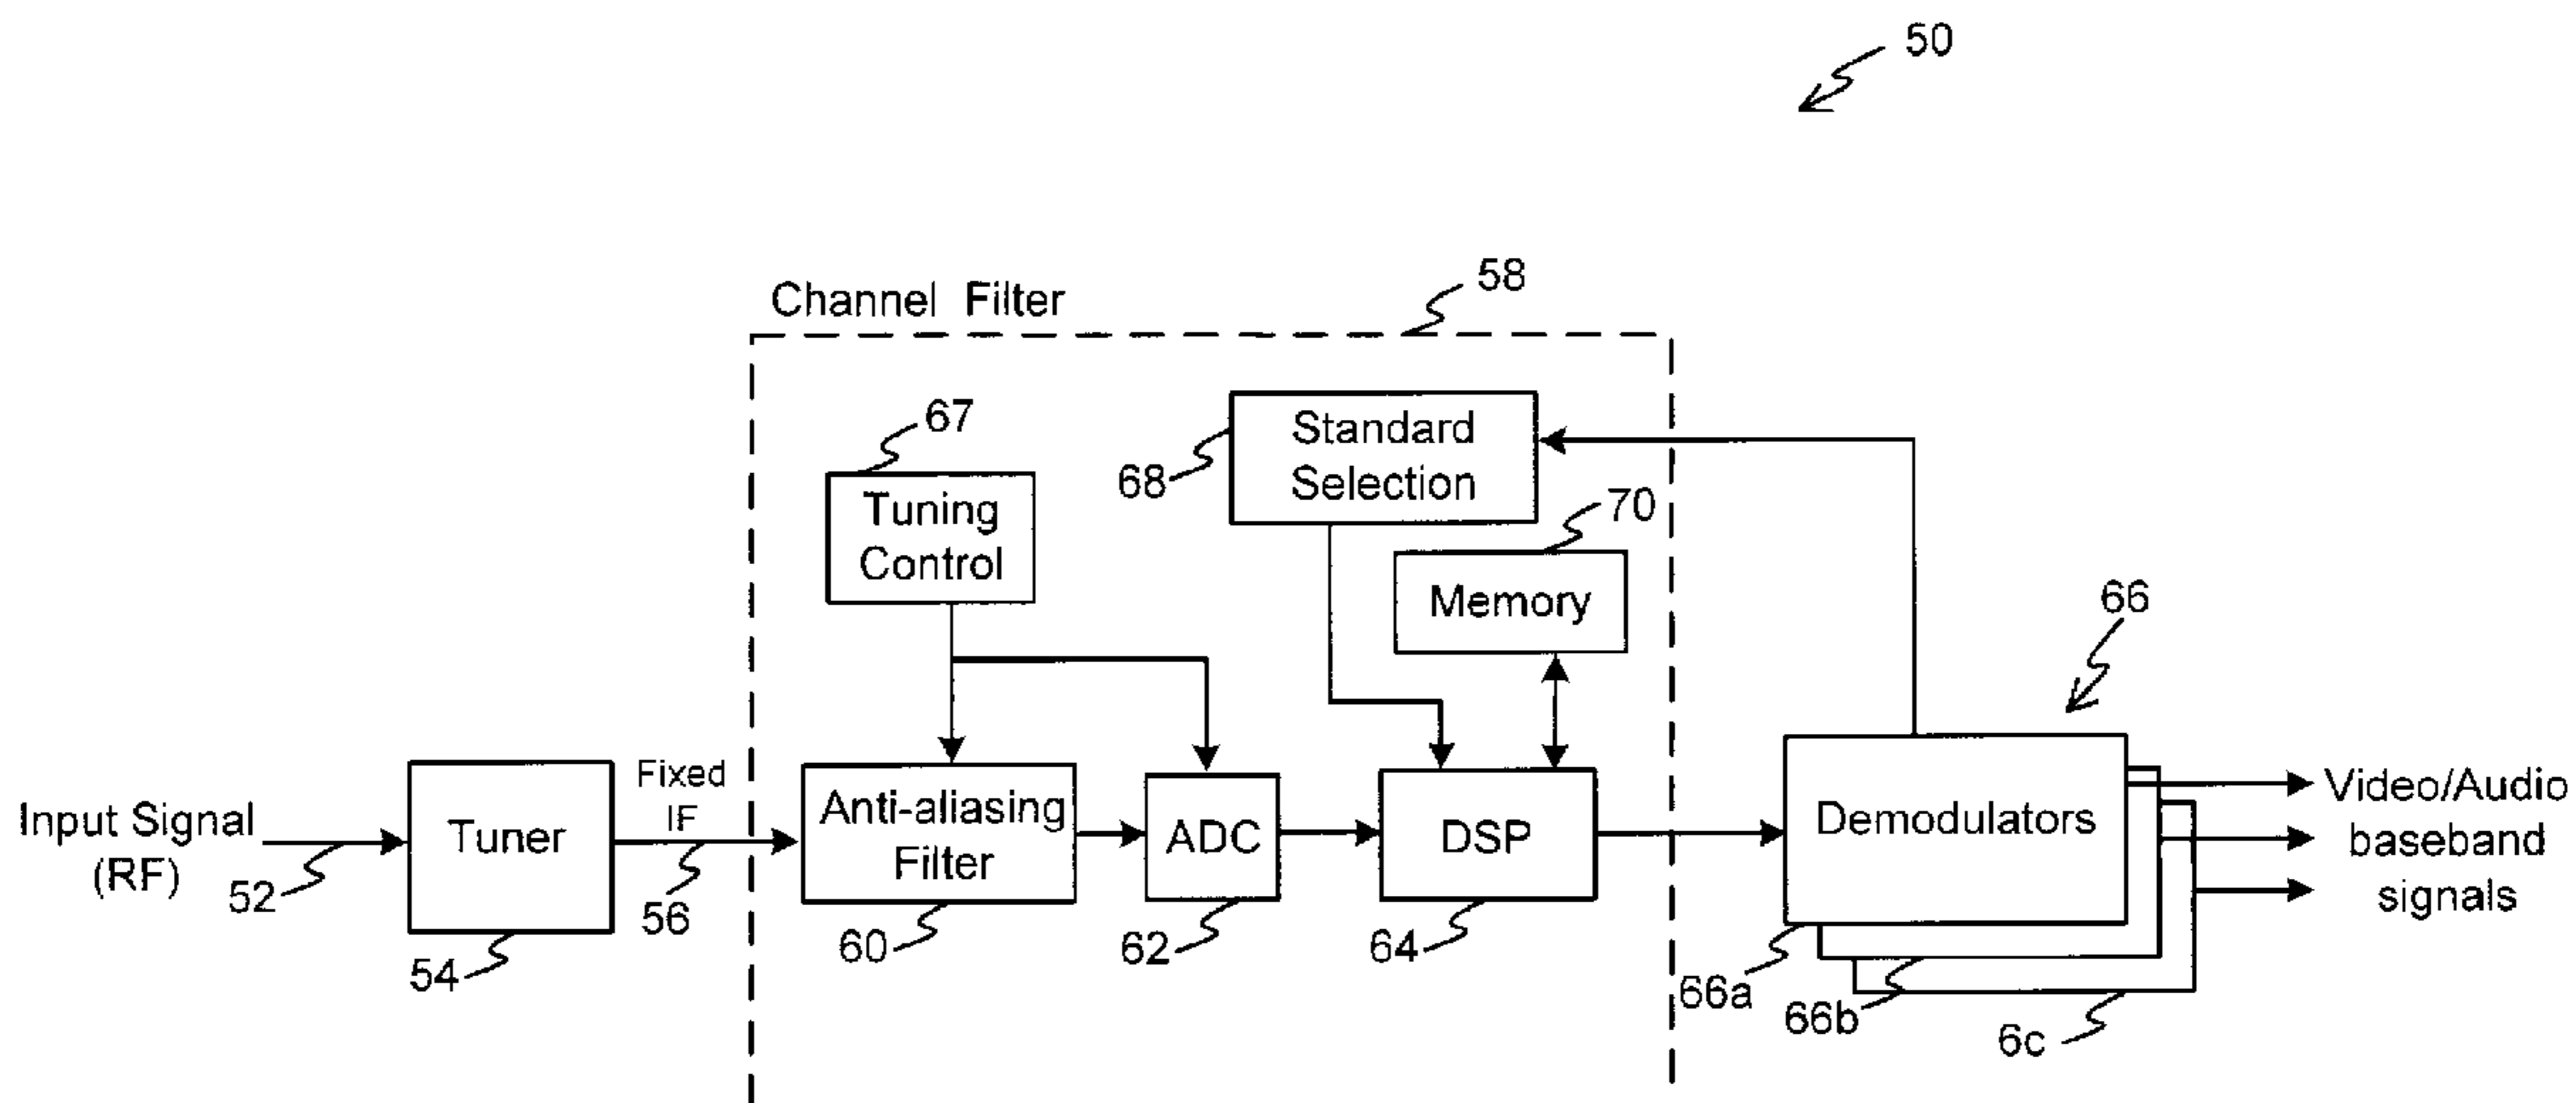 50
Channel Filter
58
67
Tuning
Control
68
Standard
Selection
70
Memory
66
Input Signal
(RF)
52
Tuner
54
Fixed
IF
56
Anti-aliasing
Filter
60
ADC
62
DSP
64
Demodulators
66a
66b
6c
Video/Audio
baseband
signals